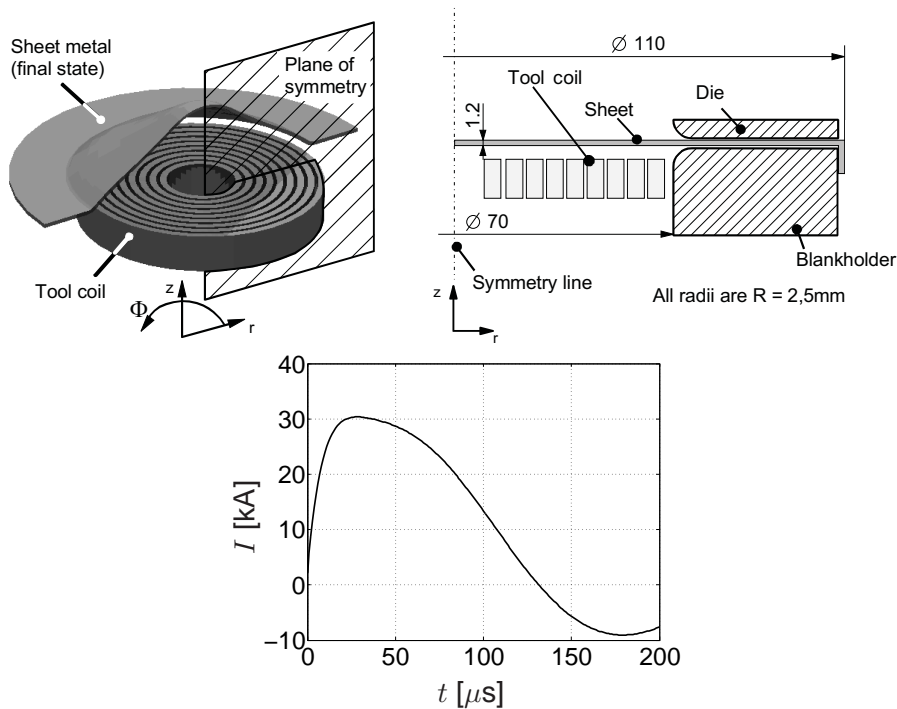 Sheet metal
(final state)
Plane of
symmetry
Tool coil
z
Φ
r
Ø 110
Tool coil
1.2
Sheet
Die
Ø 70
Blankholder
Symmetry line
z
All radii are R = 2,5mm
r
40
30
20
10
0
−10
I [kA]
0
50
100
150
200
t [μs]